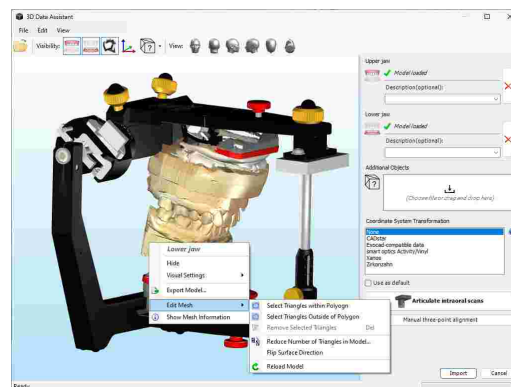 3D Data Assistant
File Edit View
Visibility: View:
Upper jaw
Model loaded
Description(optional):
Lower jaw
Model loaded
Description(optional):
Additional Objects
(Choose file or drag and drop here)
Coordinate System Transformation
None
CADstar
Exocad-compatible data
smart optics Activity/Vinyl
Xanos
Zirkonzahn
Use as default
Articulate intraoral scans
Manual three-point alignment
Import Cancel
Lower jaw
Hide
Visual Settings
Export Model...
Edit Mesh
Show Mesh Information
Select Triangles within Polyogn
Select Triangles Outside of Polygon
Remove Selected Triangles Del
Reduce Number of Triangles in Model...
Flip Surface Direction
Reload Model
Ready